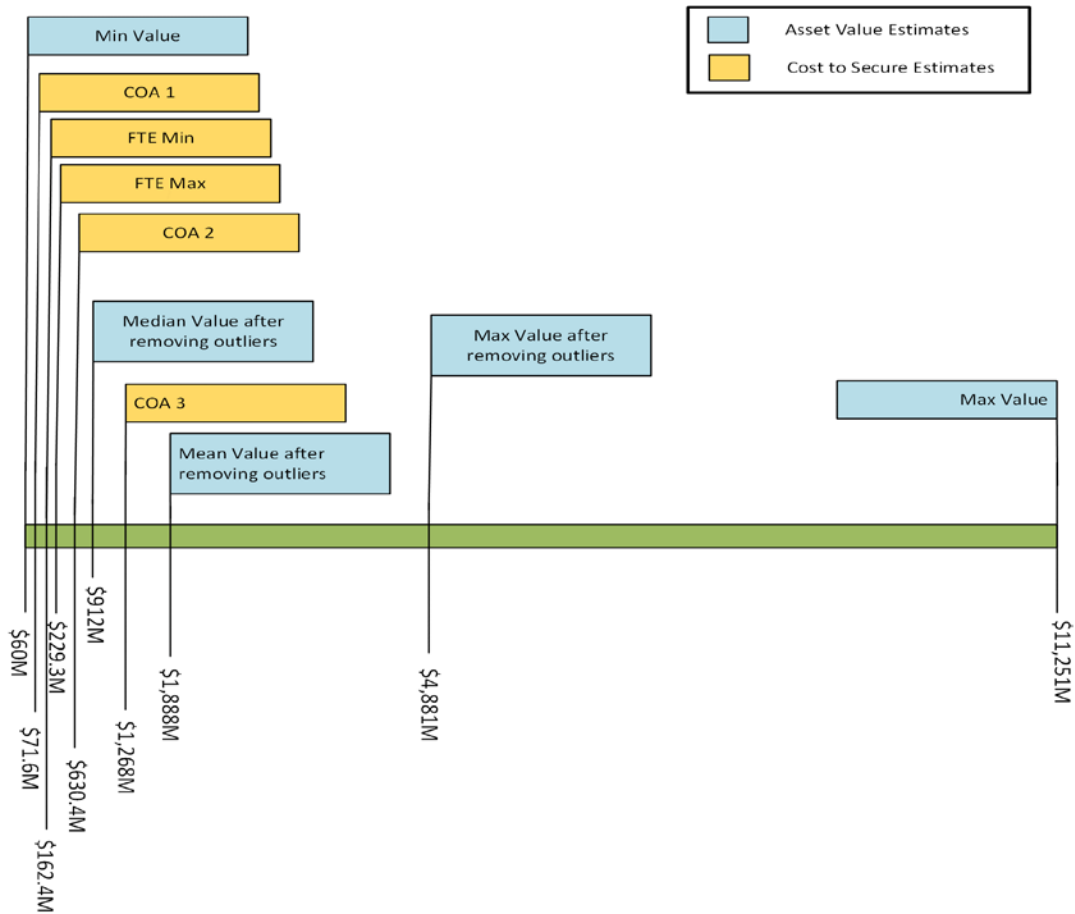 Min Value
Asset Value Estimates
Cost to Secure Estimates
COA 1
FTE Min
FTE Max
COA 2
Median Value after
removing outliers
Max Value after
removing outliers
COA 3
Max Value
Mean Value after
removing outliers
$60M
$71.6M
$162.4M
$229.3M
$630.4M
$912M
$1,268M
$1,888M
$4,881M
$11,251M